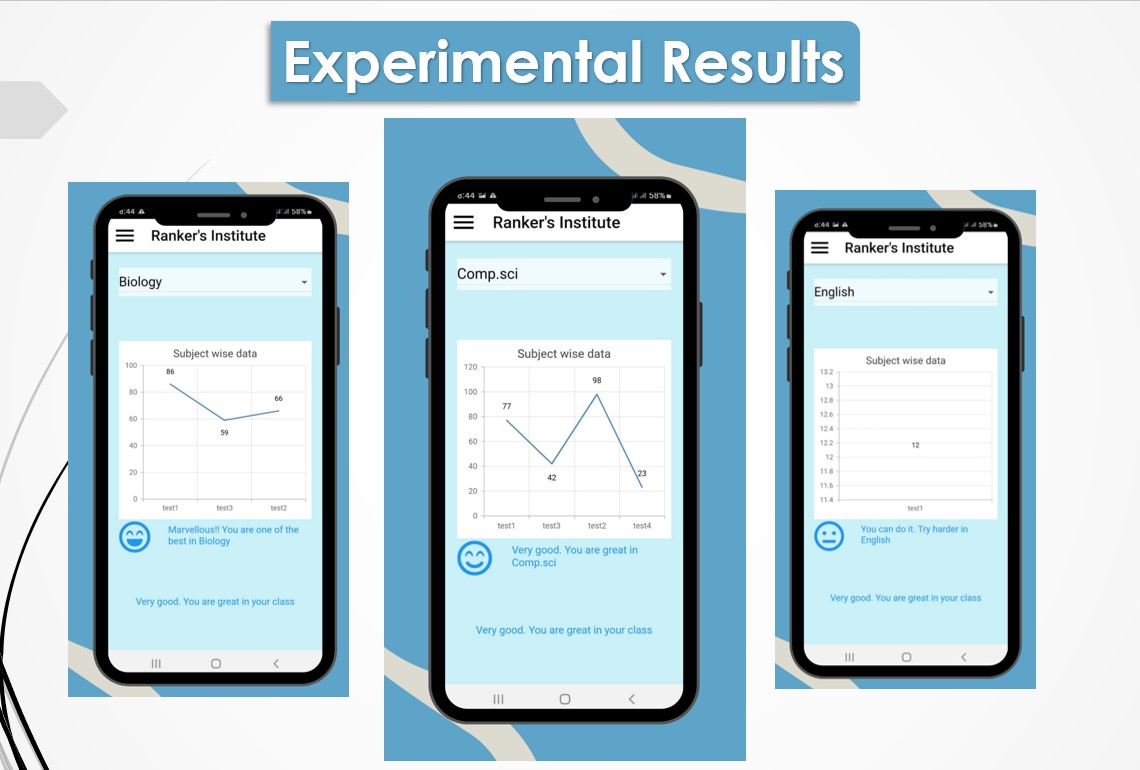 Experimental Results
8:44 58%
Ranker's Institute
Biology
Subject wise data
100
80
60
40
20
0
86
59
66
test1 test3 test2
Marvellous!! You are one of the
best in Biology
Very good. You are great in your class
8:44 58%
Ranker's Institute
Comp.sci
Subject wise data
120
100
80
60
40
20
0
77
42
98
23
test1 test3 test2 test4
Very good. You are great in
Comp.sci
Very good. You are great in your class
8:44 58%
Ranker's Institute
English
Subject wise data
13.2
13
12.8
12.6
12.4
12.2
12
11.8
11.6
11.4
12
test1
You can do it. Try harder in
English
Very good. You are great in your class